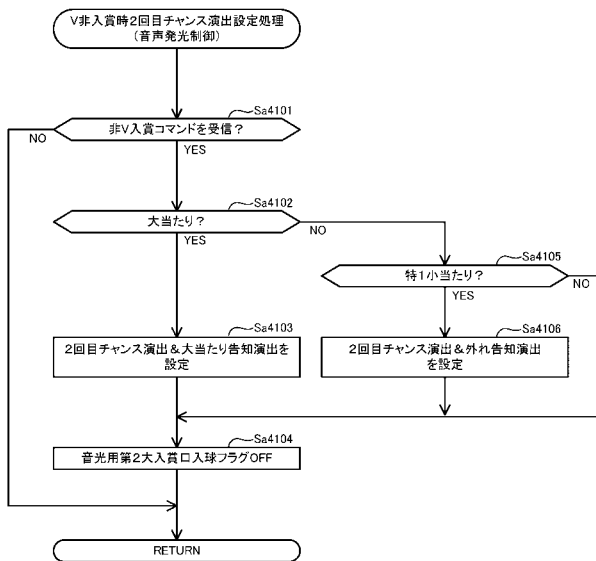 V非入賞時2回目チャンス演出設定処理
(音声発光制御)
Sa4101
非V入賞コマンドを受信?
NO
YES
Sa4102
大当たり?
NO
YES
Sa4105
特1小当たり?
NO
YES
Sa4103
2回目チャンス演出&大当たり告知演出を
設定
Sa4106
2回目チャンス演出&外れ告知演出
を設定
Sa4104
音光用第2大入賞口入球フラグOFF
RETURN